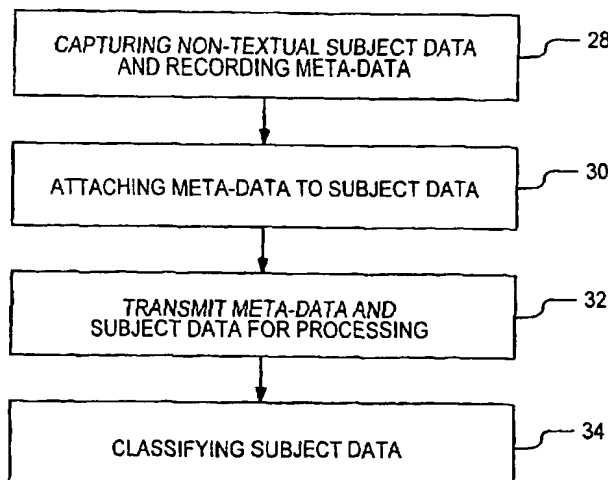 CAPTURING NON-TEXTUAL SUBJECT DATA
AND RECORDING META-DATA
28
ATTACHING META-DATA TO SUBJECT DATA
30
TRANSMIT META-DATA AND
SUBJECT DATA FOR PROCESSING
32
CLASSIFYING SUBJECT DATA
34